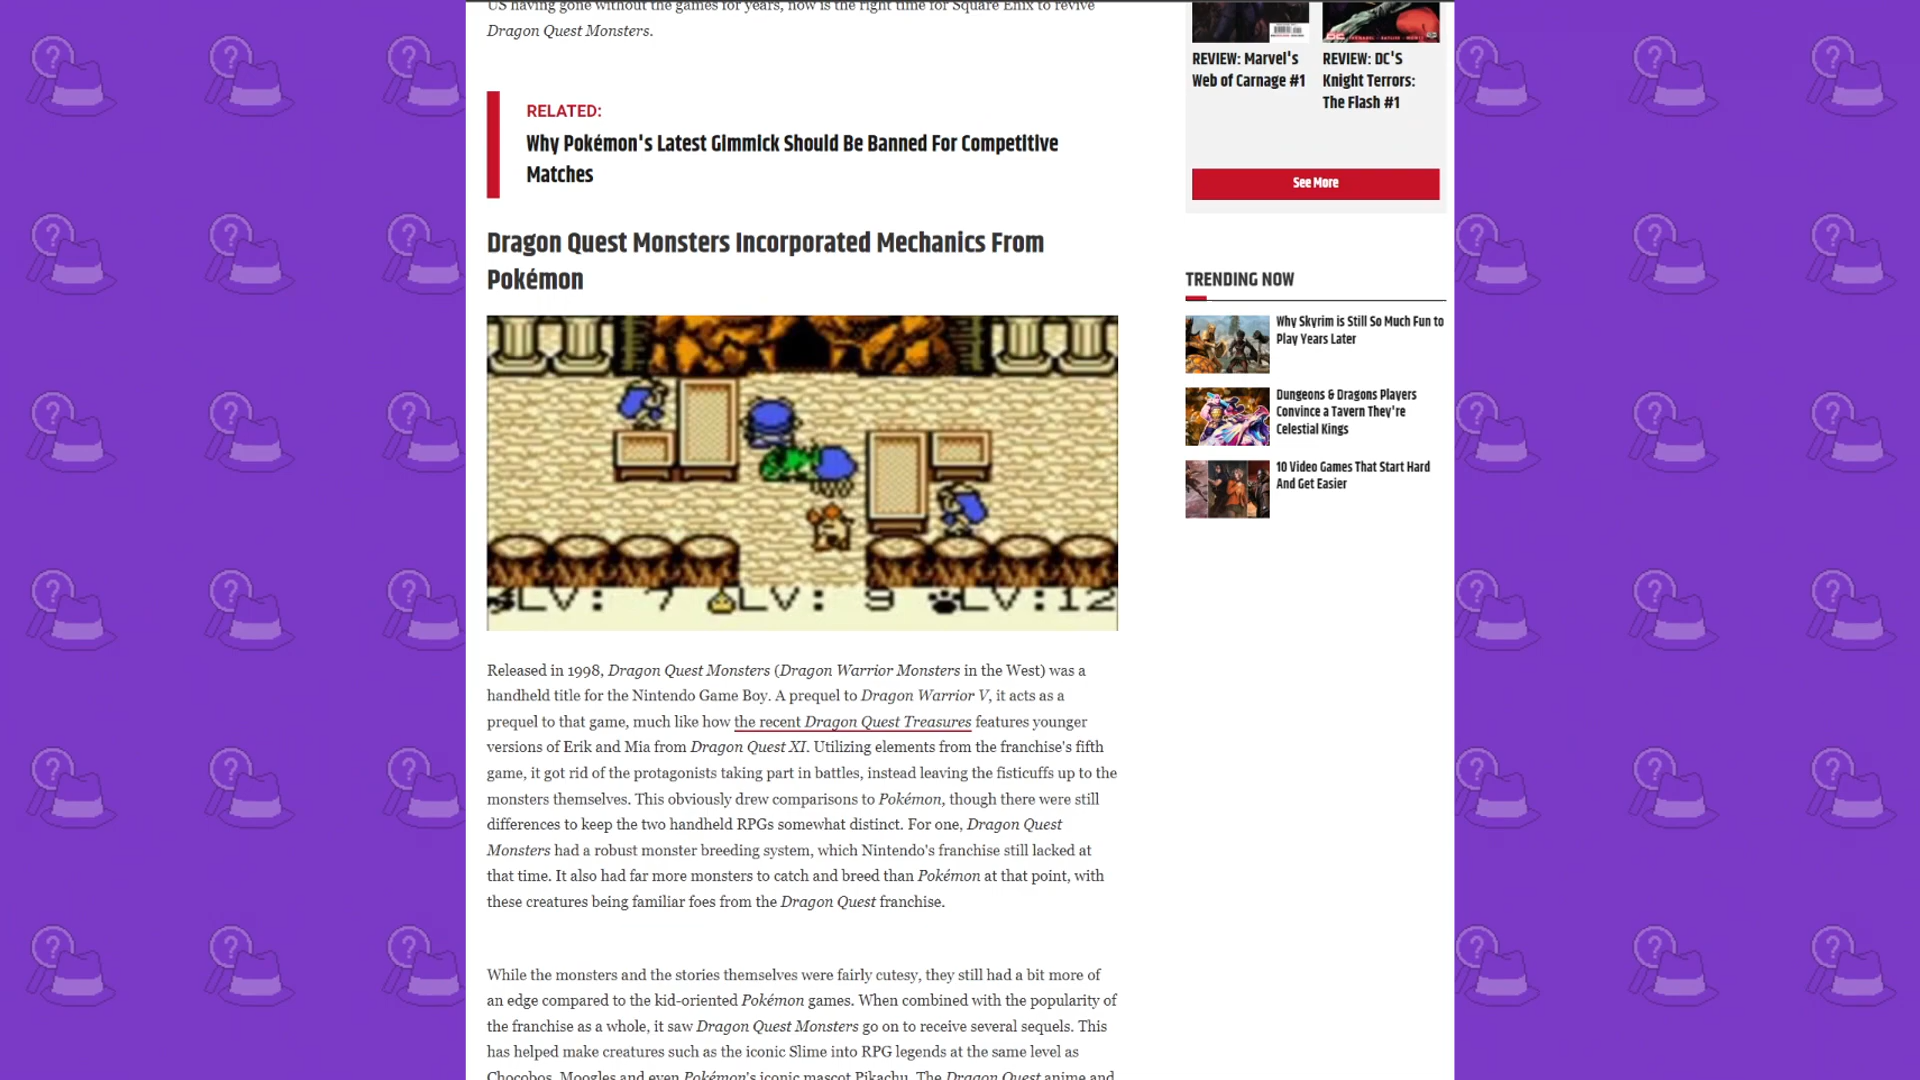 US having gone without the games for years, now is the right time for Square Enix to revive
Dragon Quest Monsters.
RELATED:
Why Pokémon's Latest Gimmick Should Be Banned For Competitive
Matches
Dragon Quest Monsters Incorporated Mechanics From
Pokémon
LV: 7 LV: 9 LV:12
Released in 1998, Dragon Quest Monsters (Dragon Warrior Monsters in the West) was a
handheld title for the Nintendo Game Boy. A prequel to Dragon Warrior V, it acts as a
prequel to that game, much like how the recent Dragon Quest Treasures features younger
versions of Erik and Mia from Dragon Quest XI. Utilizing elements from the franchise's fifth
game, it got rid of the protagonists taking part in battles, instead leaving the fisticuffs up to the
monsters themselves. This obviously drew comparisons to Pokémon, though there were still
differences to keep the two handheld RPGs somewhat distinct. For one, Dragon Quest
Monsters had a robust monster breeding system, which Nintendo's franchise still lacked at
that time. It also had far more monsters to catch and breed than Pokémon at that point, with
these creatures being familiar foes from the Dragon Quest franchise.
While the monsters and the stories themselves were fairly cutesy, they still had a bit more of
an edge compared to the kid-oriented Pokémon games. When combined with the popularity of
the franchise as a whole, it saw Dragon Quest Monsters go on to receive several sequels. This
has helped make creatures such as the iconic Slime into RPG legends at the same level as
Chocobos, Moogles and even Pokémon's iconic mascot Pikachu. The Dragon Quest anime and
REVIEW: Marvel's
Web of Carnage #1
REVIEW: DC'S
Knight Terrors:
The Flash #1
See More
TRENDING NOW
Why Skyrim is Still So Much Fun to
Play Years Later
Dungeons & Dragons Players
Convince a Tavern They're
Celestial Kings
10 Video Games That Start Hard
And Get Easier